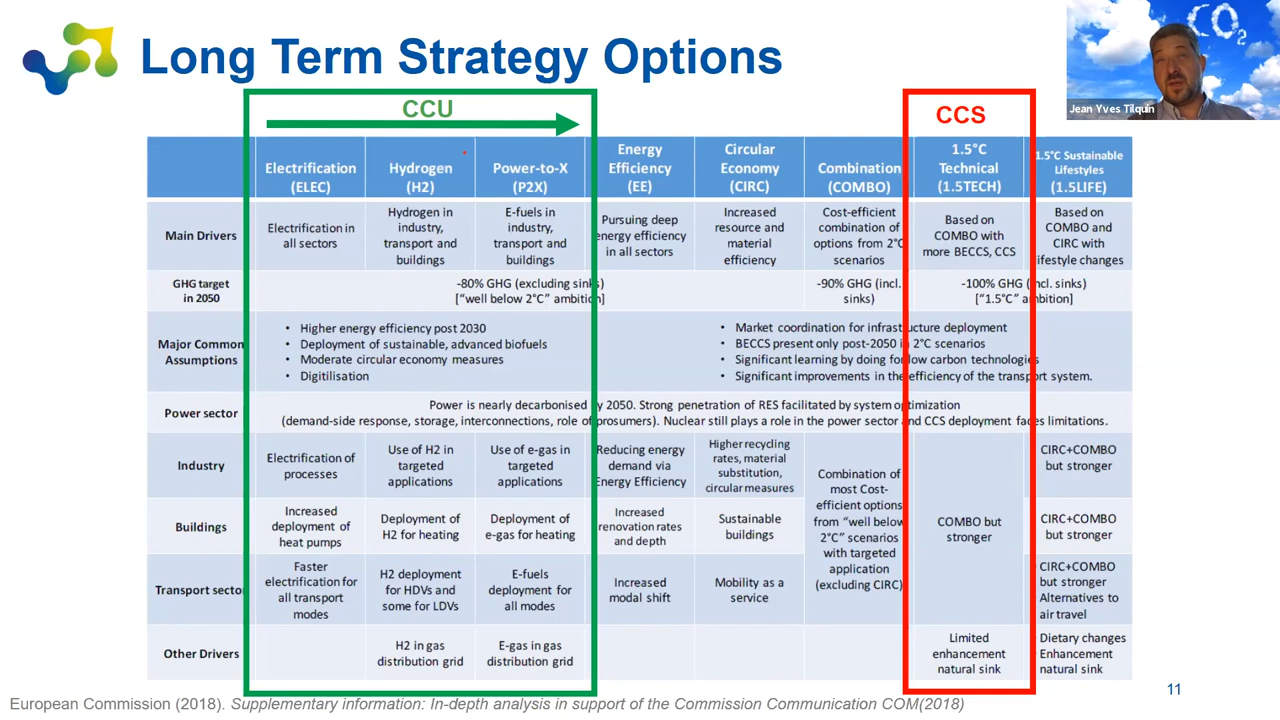 Long Term Strategy Options
CO2
Jean Yves Tilquin
CCU
CCS
Electrification
(ELEC)
Hydrogen
(H2)
Power-to-X
(P2X)
Energy
Efficiency
(EE)
Circular
Economy
(CIRC)
Combination
(COMBO)
1.5°C
Technical
(1.5TECH)
1.5°C Sustainable
Lifestyles
(1.5LIFE)
Main Drivers
Electrification in
all sectors
Hydrogen in
industry,
transport and
buildings
E-fuels in
industry,
transport and
buildings
Pursuing deep
energy efficiency
in all sectors
Increased
resource and
material
efficiency
Cost-efficient
combination of
options from 2°C
scenarios
Based on
COMBO with
more BECCS, CCS
Based on
COMBO and
CIRC with
lifestyle changes
GHG target
in 2050
-80% GHG (excluding sinks)
[“well below 2°C” ambition]
-90% GHG (incl.
sinks)
-100% GHG (incl. sinks)
[“1.5°C” ambition]
Major Common
Assumptions
• Higher energy efficiency post 2030
• Deployment of sustainable, advanced biofuels
• Moderate circular economy measures
• Digitilisation
• Market coordination for infrastructure deployment
• BECCS present only post-2050 in 2°C scenarios
• Significant learning by doing for low carbon technologies
• Significant improvements in the efficiency of the transport system.
Power sector
Power is nearly decarbonised by 2050. Strong penetration of RES facilitated by system optimization
(demand-side response, storage, interconnections, role of prosumers). Nuclear still plays a role in the power sector and CCS deployment faces limitations.
Industry
Electrification of
processes
Use of H2 in
targeted
applications
Use of e-gas in
targeted
applications
Reducing energy
demand via
Energy Efficiency
Higher recycling
rates, material
substitution,
circular measures
Combination of
most Cost-
efficient options
from “well below
2°C” scenarios
with targeted
application
(excluding CIRC)
COMBO but
stronger
CIRC+COMBO
but stronger
Buildings
Increased
deployment of
heat pumps
Deployment of
H2 for heating
Deployment of
e-gas for heating
Increased
renovation rates
and depth
Sustainable
buildings
CIRC+COMBO
but stronger
Transport sector
Faster
electrification for
all transport
modes
H2 deployment
for HDVs and
some for LDVs
E-fuels
deployment for
all modes
Increased
modal shift
Mobility as a
service
CIRC+COMBO
but stronger
Alternatives to
air travel
Other Drivers
H2 in gas
distribution grid
E-gas in gas
distribution grid
Limited
enhancement
natural sink
Dietary changes
Enhancement
natural sink
11
European Commission (2018). Supplementary information: In-depth analysis in support of the Commission Communication COM(2018)